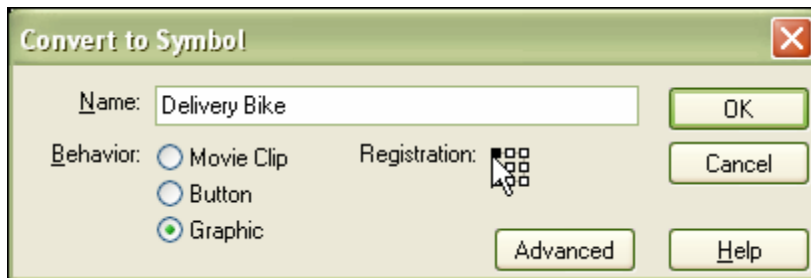 Convert to Symbol
Name: Delivery Bike OK
Behavior: Movie Clip Registration: Cancel
Button
Graphic
Advanced Help